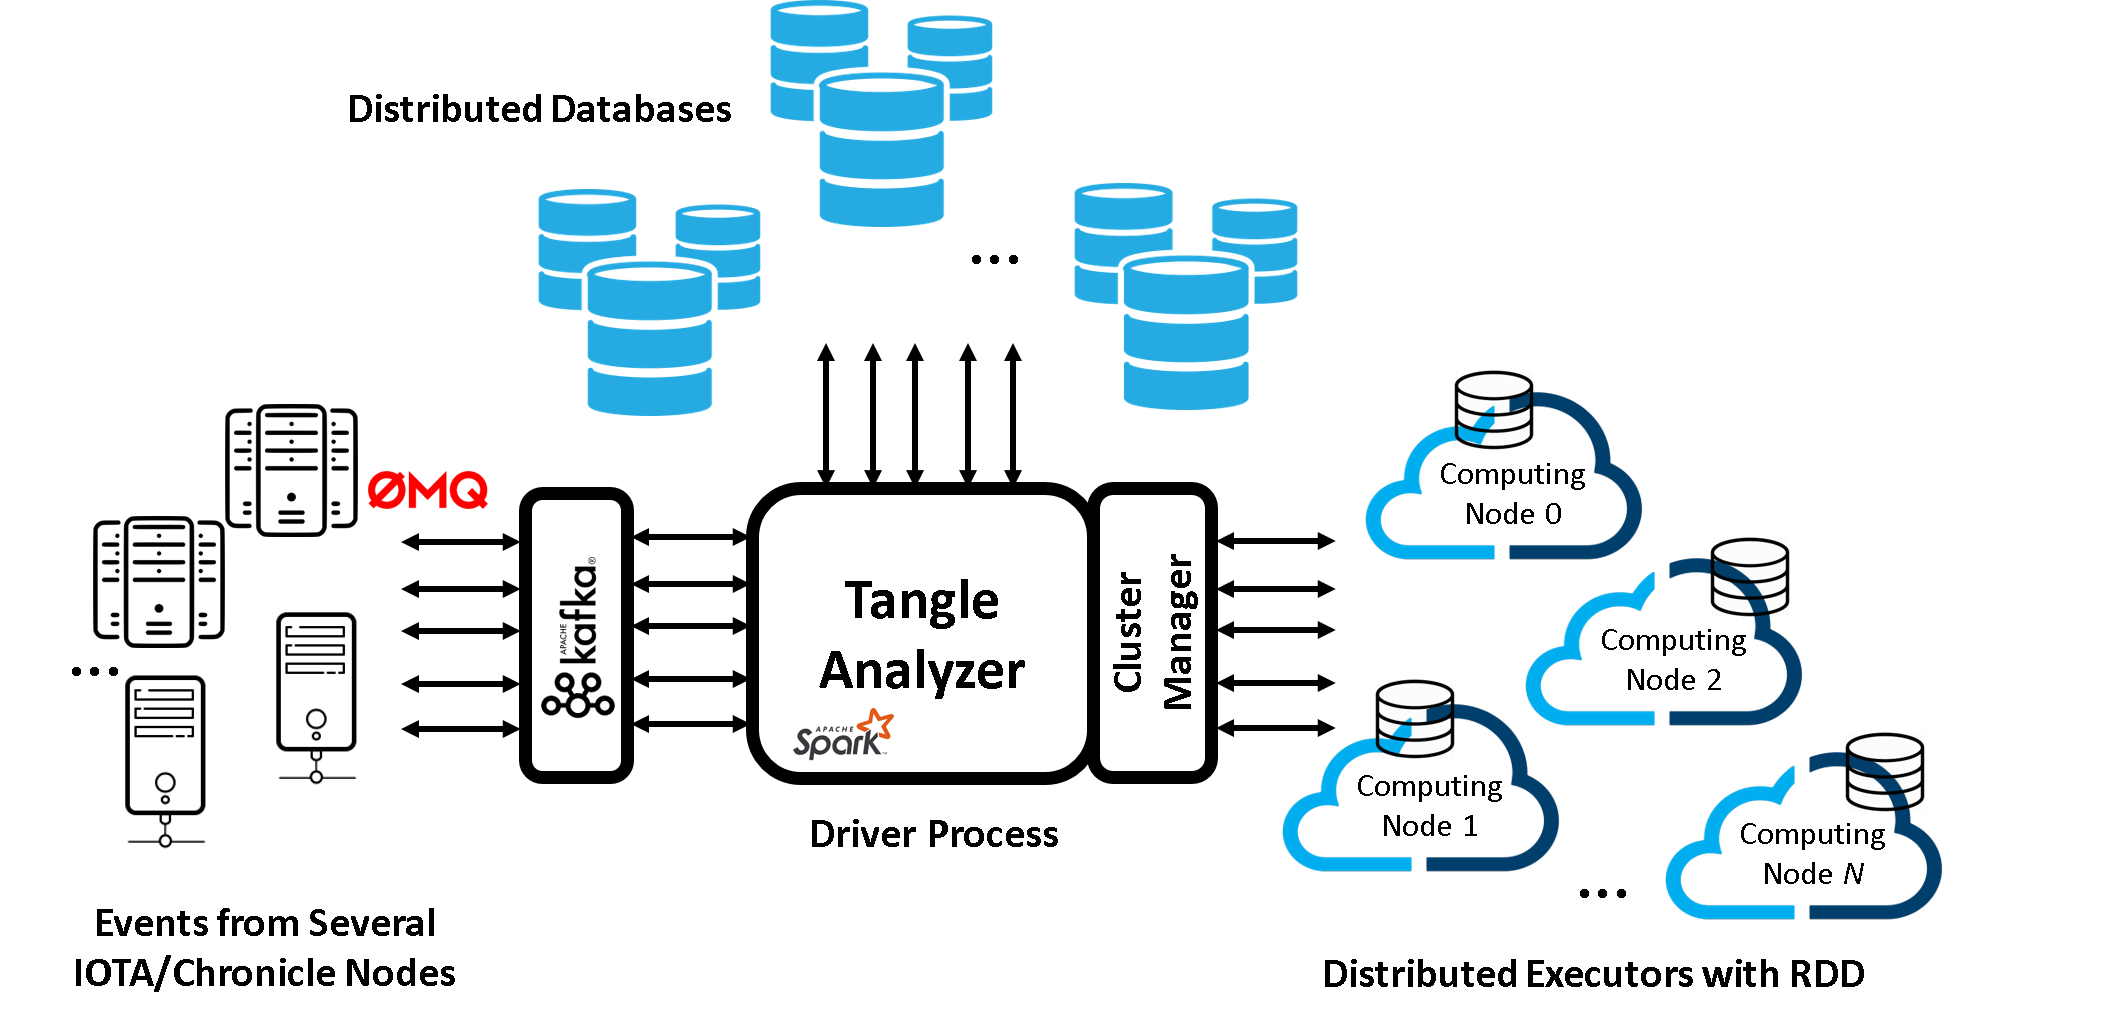 Distributed Databases
ØMQ
APACHE
kafka®
Tangle
Analyzer
APACHE
Spark™
Cluster
Manager
Driver Process
Computing
Node 0
Computing
Node 2
Computing
Node 1
Computing
Node N
...
...
...
Events from Several
IOTA/Chronicle Nodes
Distributed Executors with RDD